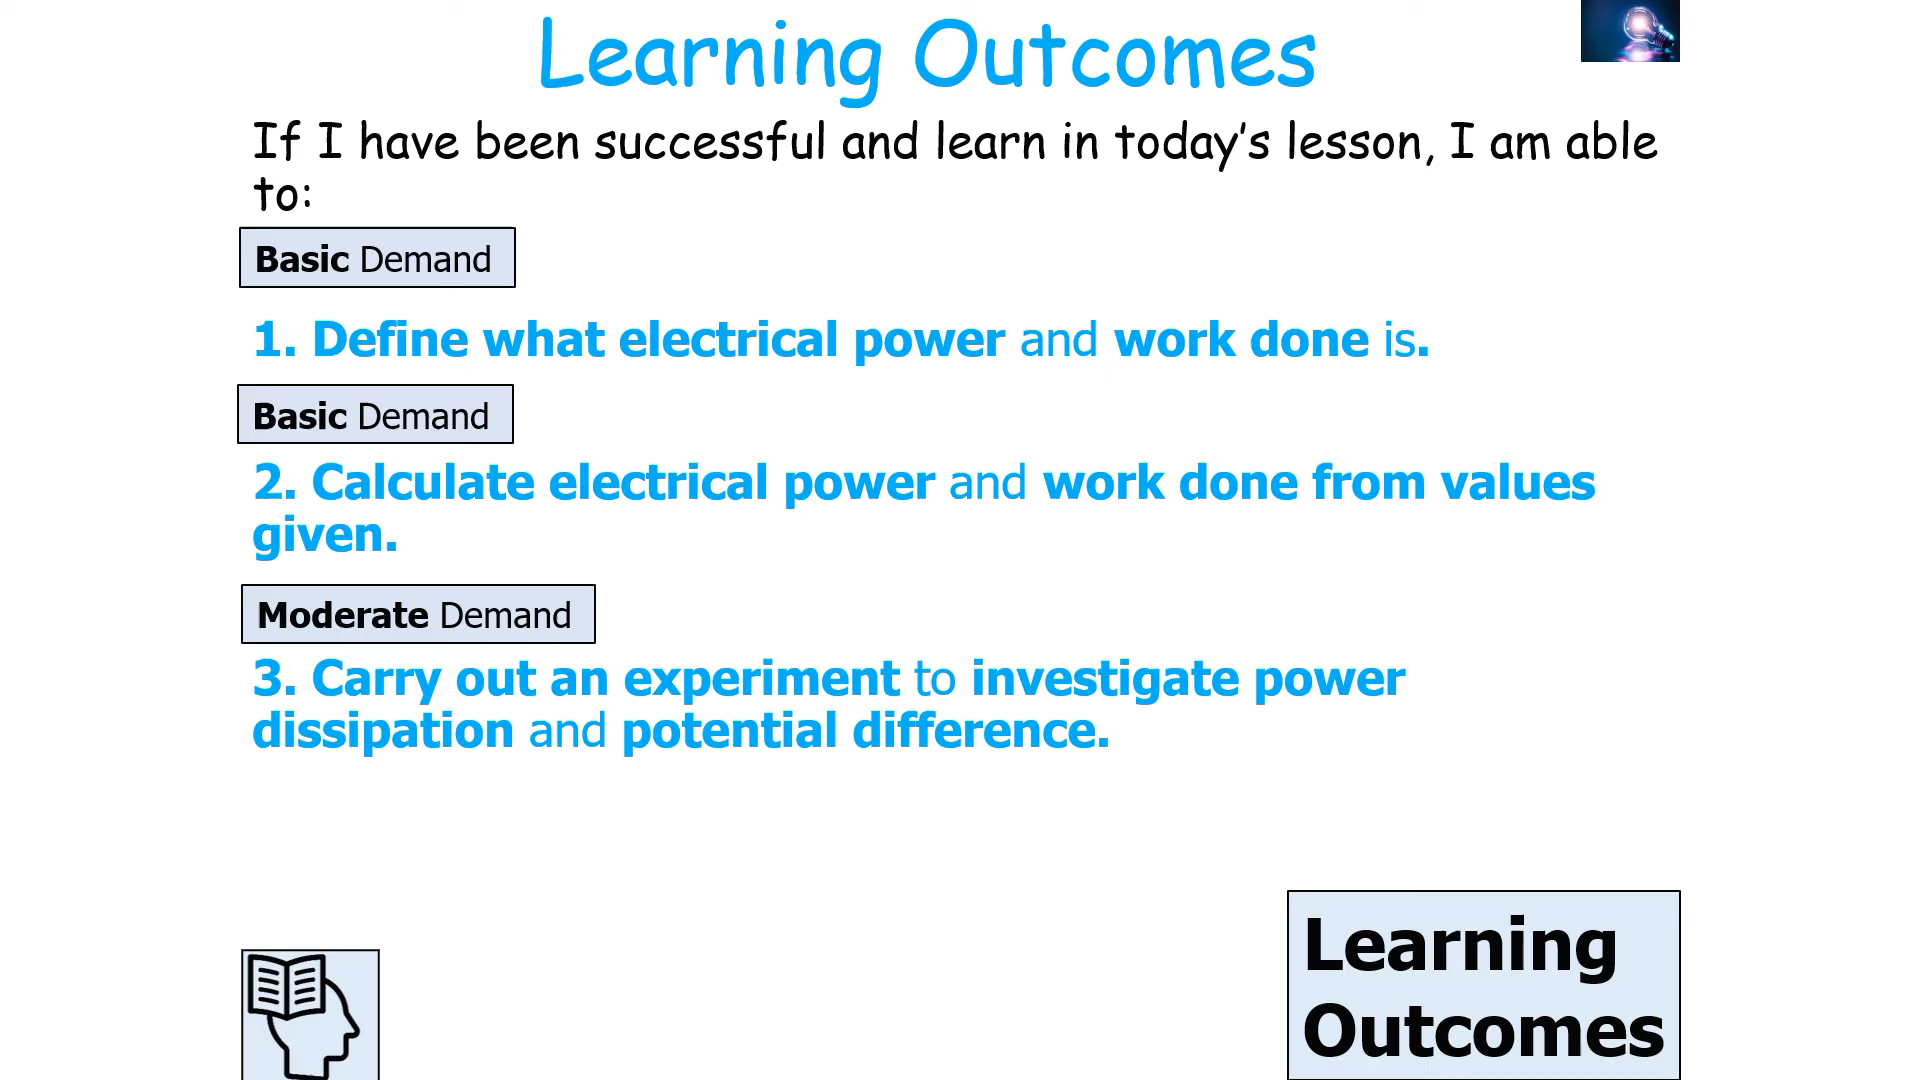 Learning Outcomes
If I have been successful and learn in today's lesson, I am able
to:
Basic Demand
1. Define what electrical power and work done is.
Basic Demand
2. Calculate electrical power and work done from values
given.
Moderate Demand
3. Carry out an experiment to investigate power
dissipation and potential difference.
Learning
Outcomes